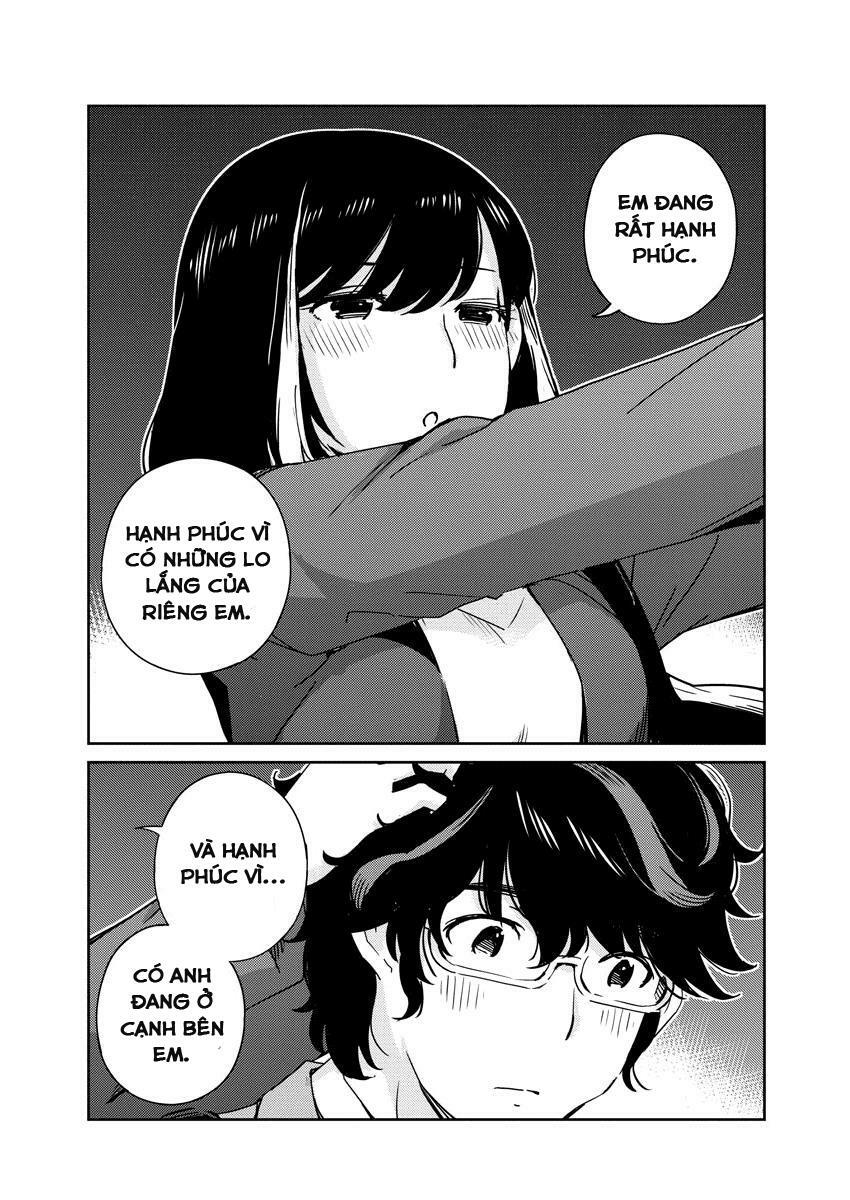 EM ĐANG
RẤT HẠNH
PHÚC.
HẠNH PHÚC VÌ
CÓ NHỮNG LO
LẮNG CỦA
RIÊNG EM.
VÀ HẠNH
PHÚC VÌ...
CÓ ANH
ĐANG Ở
CẠNH BÊN
EM.